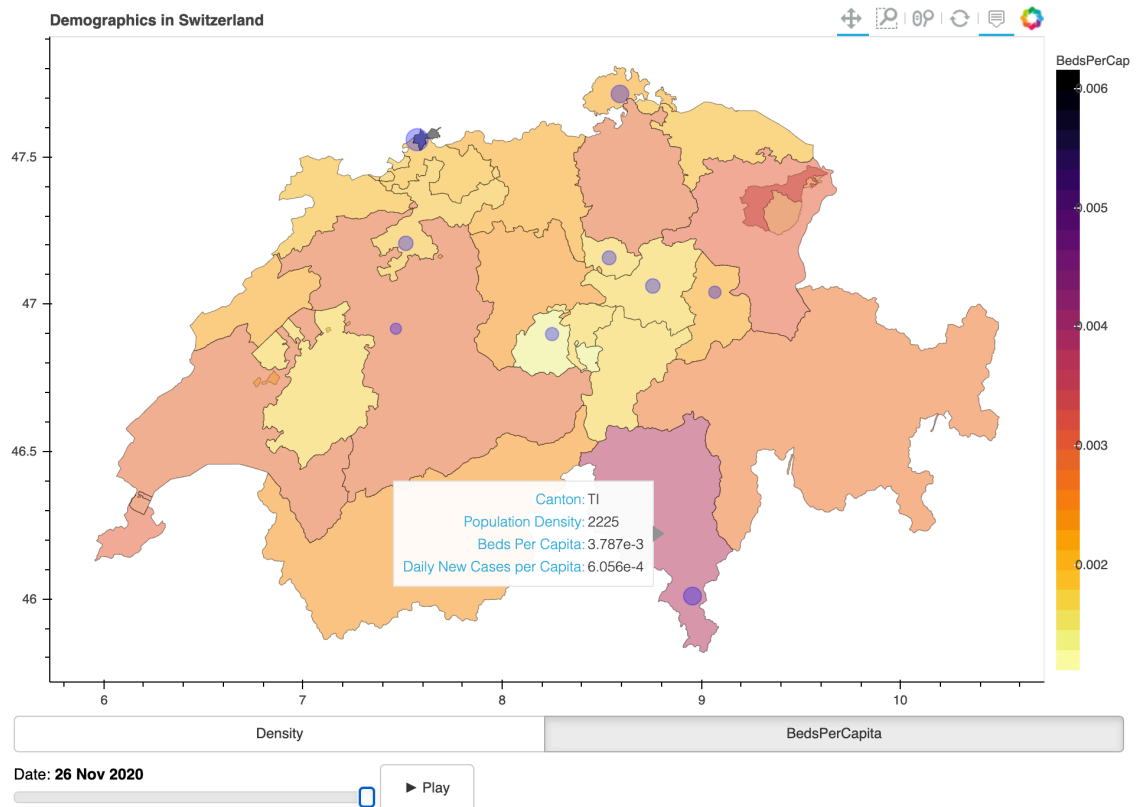 Demographics in Switzerland
BedsPerCap
0.006
47.5
0.005
47
0.004
46.5
0.003
Canton: TI
Population Density: 2225
Beds Per Capita: 3.787e-3
Daily New Cases per Capita: 6.056e-4
0.002
46
6 7 8 9 10
Density BedsPerCapita
Date: 26 Nov 2020
► Play